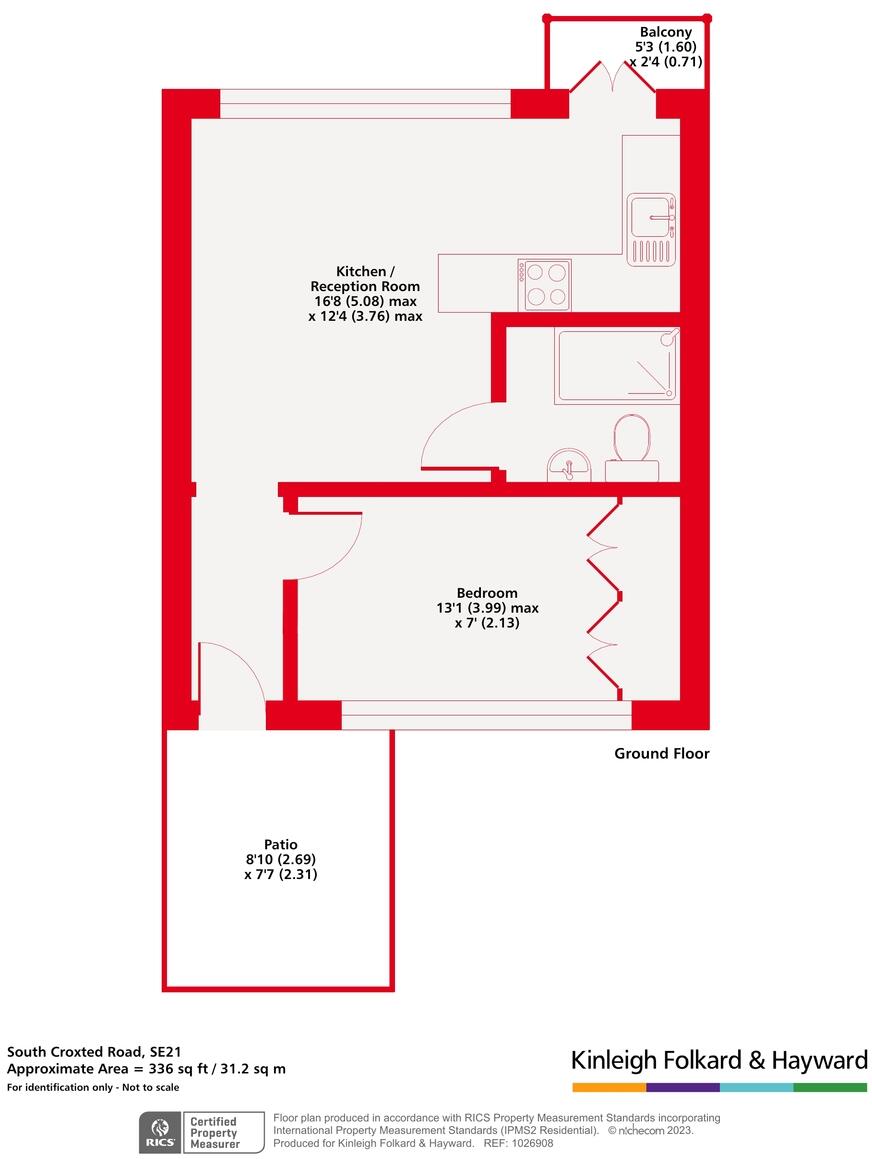 Balcony
5'3 (1.60)
x 2'4 (0.71)
Kitchen /
Reception Room
16'8 (5.08) max
x 12'4 (3.76) max
Bedroom
13'1 (3.99) max
x 7' (2.13)
Ground Floor
Patio
8'10 (2.69)
x 7'7 (2.31)
South Croxted Road, SE21
Approximate Area = 336 sq ft / 31.2 sq m
For identification only - Not to scale
Kinleigh Folkard & Hayward
RICS
Certified
Property
Measurer
Floor plan produced in accordance with RICS Property Measurement Standards incorporating
International Property Measurement Standards (IPMS2 Residential). © nichecom 2023.
Produced for Kinleigh Folkard & Hayward. REF: 1026908